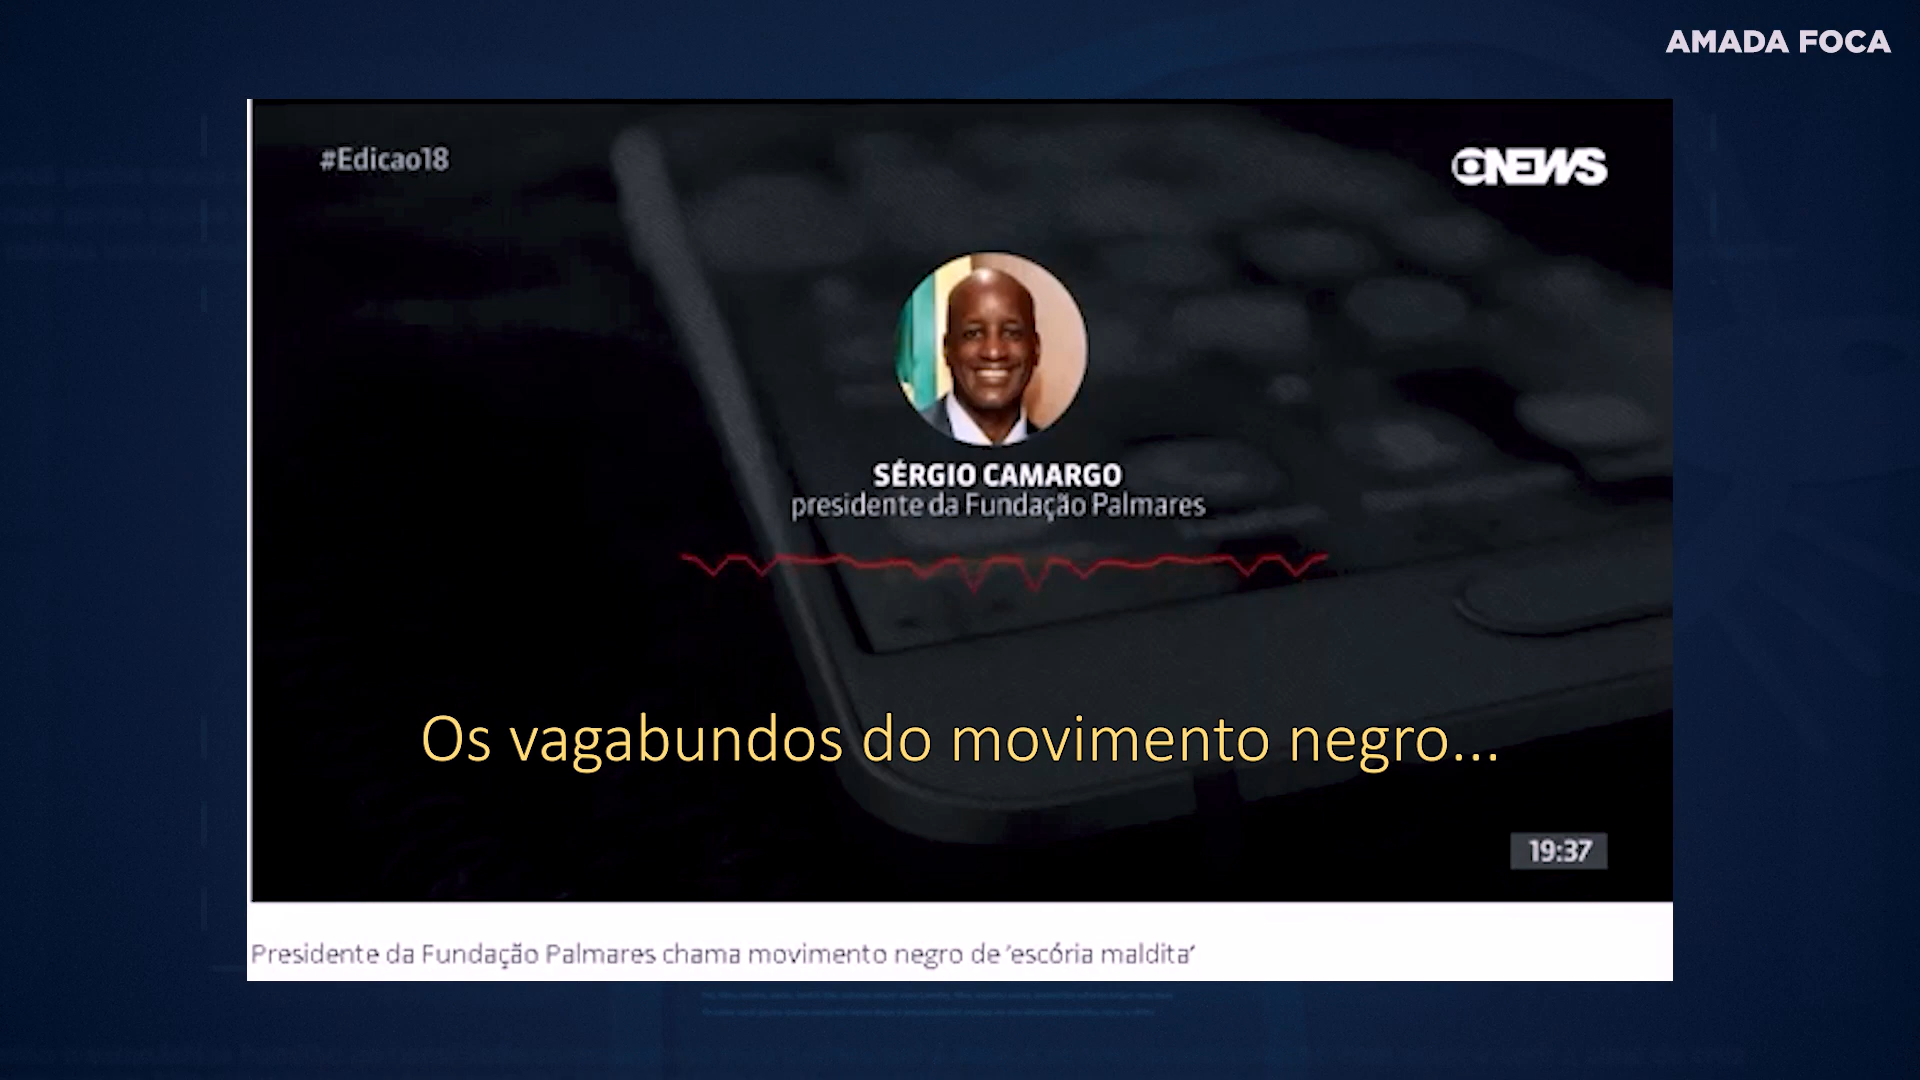 AMADA FOCA
#Edicao18
GNEWS
SÉRGIO CAMARGO
presidente da Fundação Palmares
Os vagabundos do movimento negro...
19:37
Presidente da Fundação Palmares chama movimento negro de 'escória maldita'